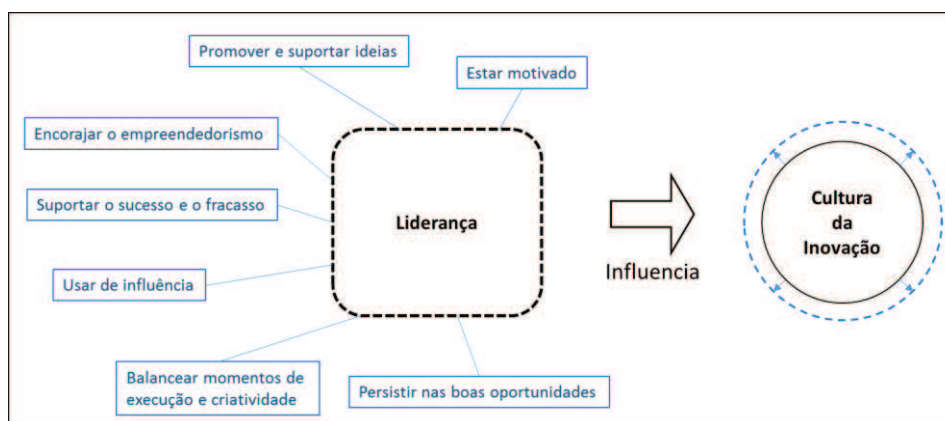 Promover e suportar ideias
Estar motivado
Encorajar o empreendedorismo
Suportar o sucesso e o fracasso
Usar de influência
Balancear momentos de
execução e criatividade
Persistir nas boas oportunidades
Liderança
Influencia
Cultura
da
Inovação